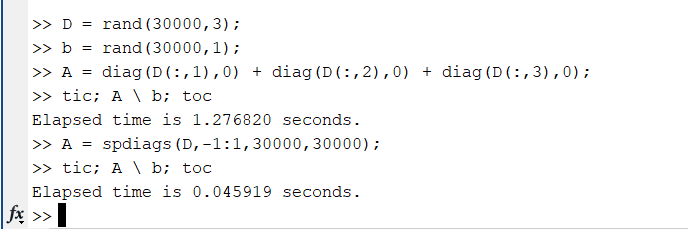 >> D = rand(30000,3);
>> b = rand(30000,1);
>> A = diag(D(:,1),0) + diag(D(:,2),0) + diag(D(:,3),0);
>> tic; A \ b; toc
Elapsed time is 1.276820 seconds.
>> A = spdiags(D,-1:1,30000,30000);
>> tic; A \ b; toc
Elapsed time is 0.045919 seconds.
fx >>